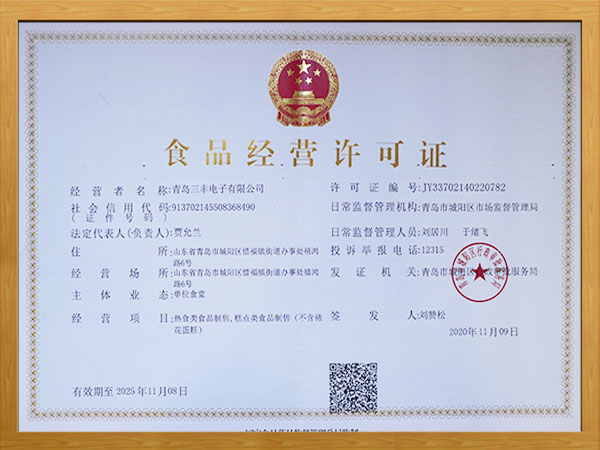 食品经营许可证
经营者名称:青岛三丰电子有限公司
许可证编号:JY33702140220782
社会信用代码:913702145508368490
(证件号码)
日常监督管理机构:青岛市城阳区市场监督管理局
法定代表人(负责人):贾允兰
日常监督管理人员:刘居川 于绪飞
住所:山东省青岛市城阳区惜福镇街道办事处禧鸿
路6号
投诉举报电话:12315
经营场所:山东省青岛市城阳区惜福镇街道办事处禧鸿
路6号
发证机关:青岛市城阳区行政审批服务局
主体业态:单位食堂
经营项目:热食类食品制售,糕点类食品制售(不含裱
花蛋糕)
签发人:刘赞松
2020年11月09日
有效期至2025年11月08日